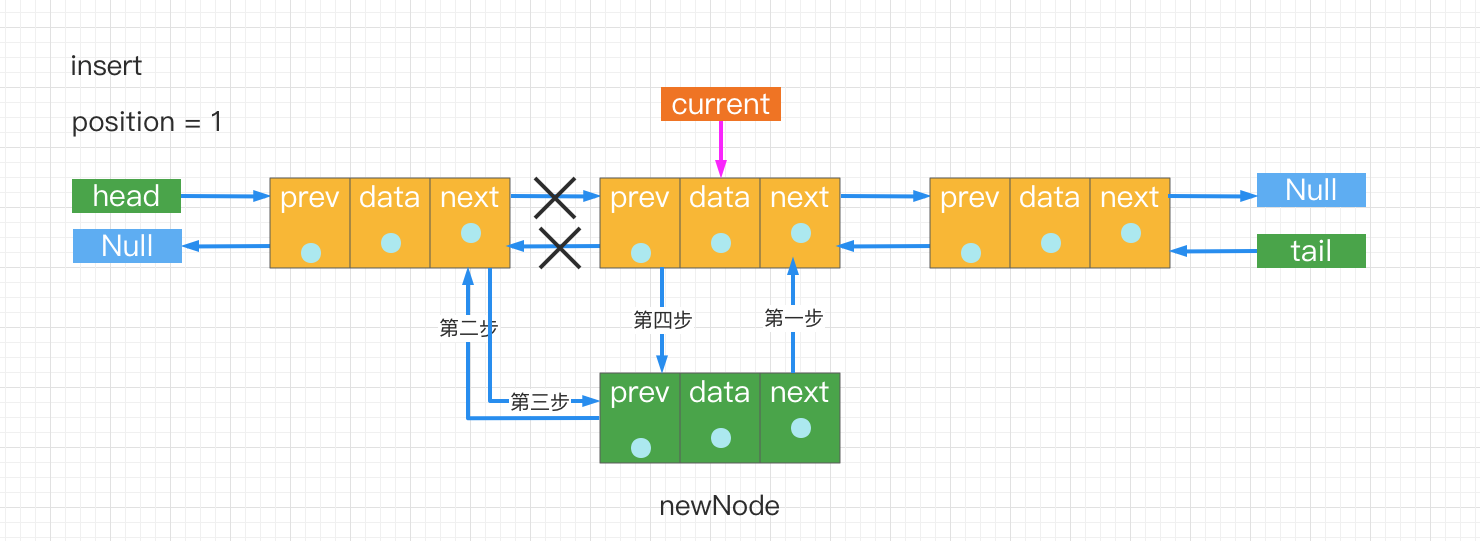 insert
position = 1
current
head
prev data next
prev data next
prev data next
Null
Null
tail
第二步
第四步
第一步
第三步
prev data next
newNode